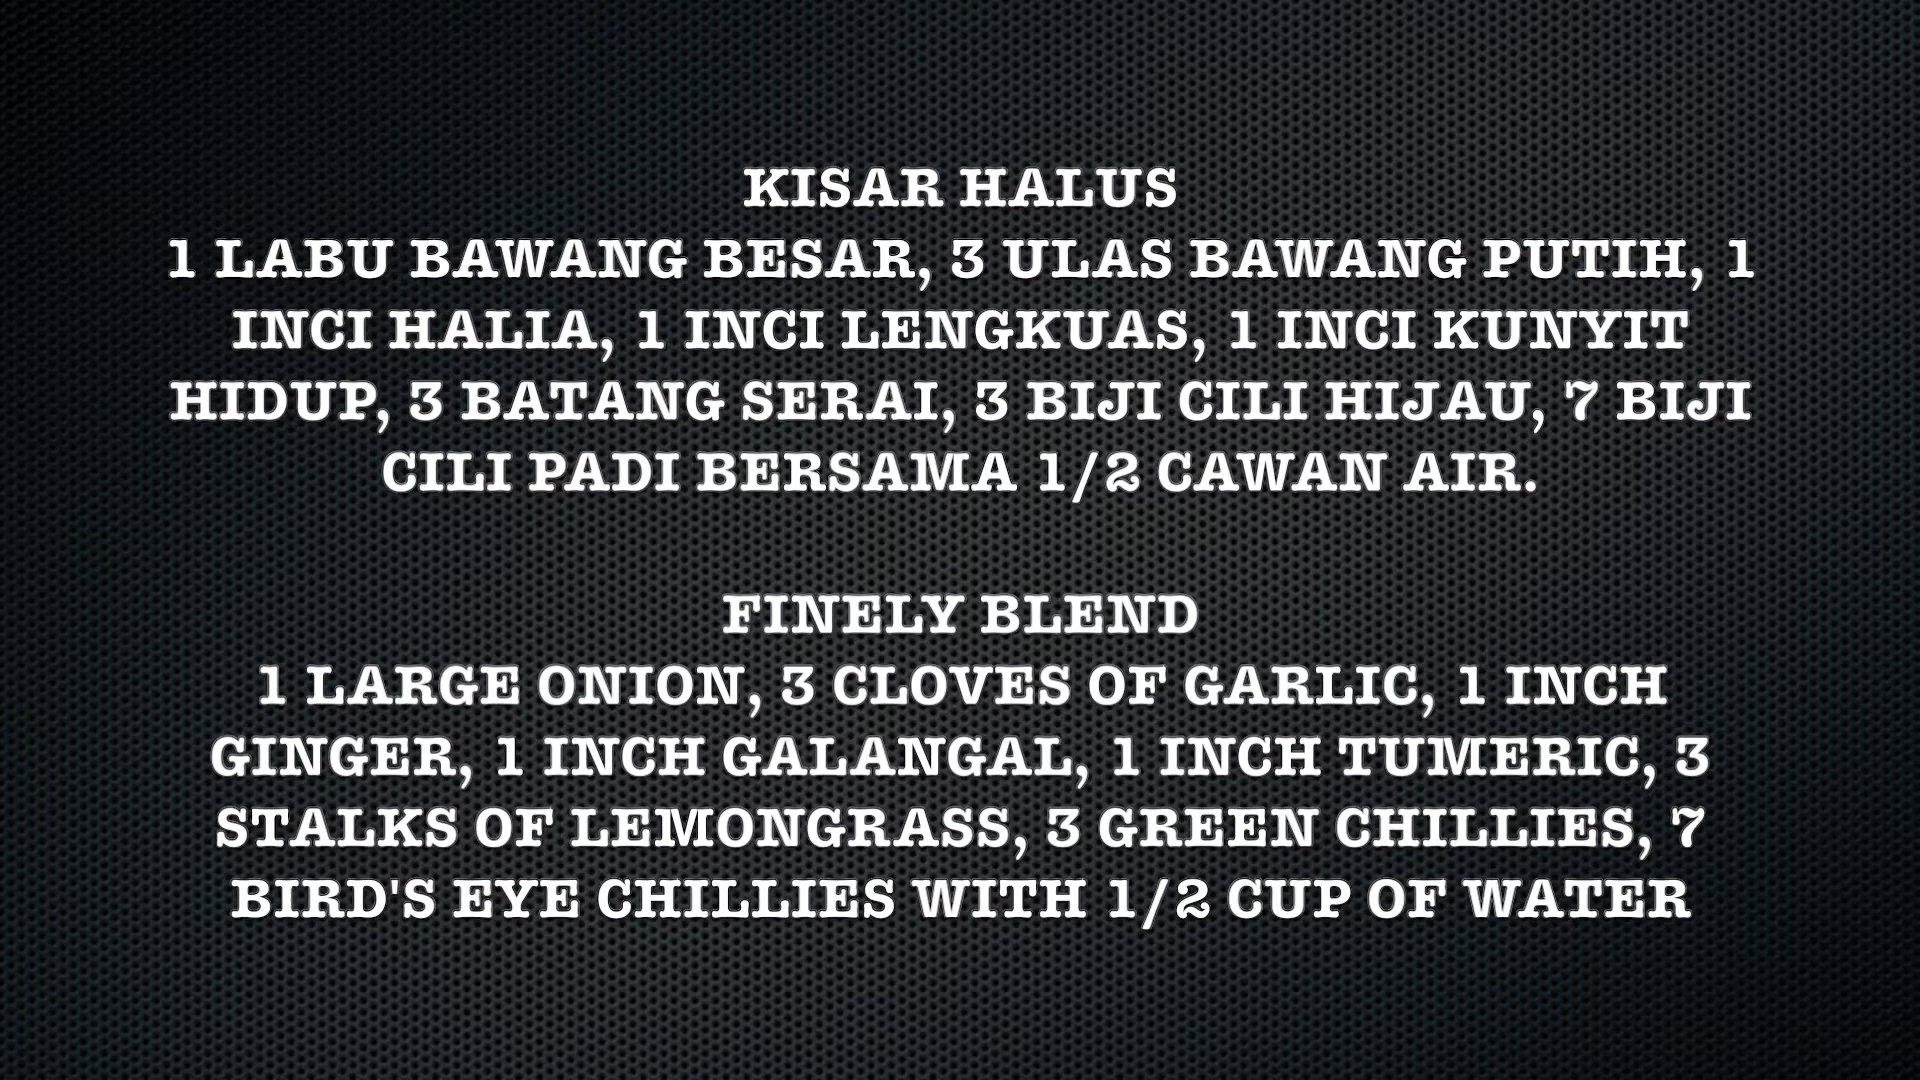 KISAR HALUS
1 LABU BAWANG BESAR, 3 ULAS BAWANG PUTIH, 1
INCI HALIA, 1 INCI LENGKUAS, 1 INCI KUNYIT
HIDUP, 3 BATANG SERAI, 3 BIJI CILI HIJAU, 7 BIJI
CILI PADI BERSAMA 1/2 CAWAN AIR.
FINELY BLEND
1 LARGE ONION, 3 CLOVES OF GARLIC, 1 INCH
GINGER, 1 INCH GALANGAL, 1 INCH TUMERIC, 3
STALKS OF LEMONGRASS, 3 GREEN CHILLIES, 7
BIRD'S EYE CHILLIES WITH 1/2 CUP OF WATER